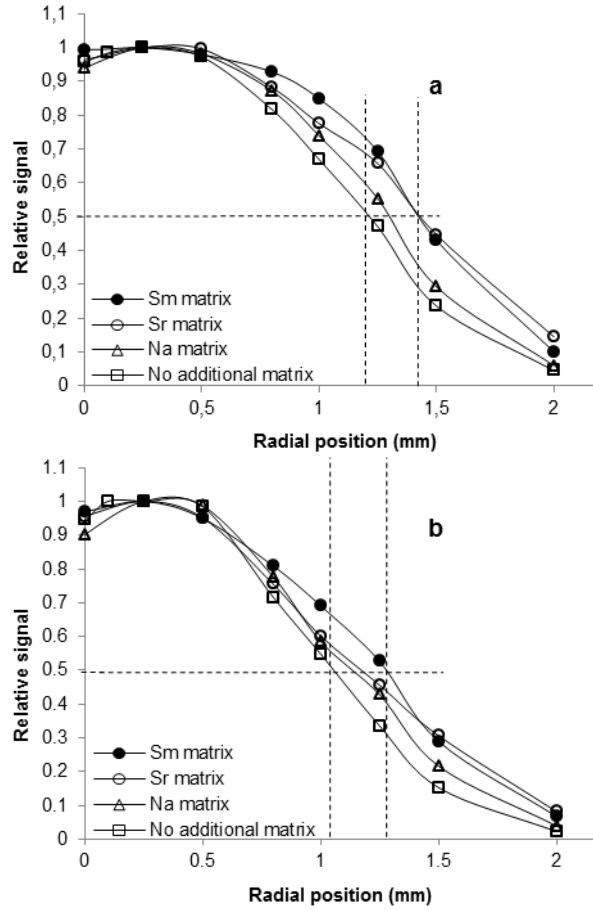 1,1
1
0,9
0,8
0,7
0,6
0,5
0,4
0,3
0,2
0,1
0
Relative signal
a
Sm matrix
Sr matrix
Na matrix
No additional matrix
0 0,5 1 1,5 2
Radial position (mm)
1.1
1
0.9
0.8
0.7
0.6
0.5
0.4
0.3
0.2
0.1
0
Relative signal
b
Sm matrix
Sr matrix
Na matrix
No additional matrix
0 0.5 1 1.5 2
Radial position (mm)